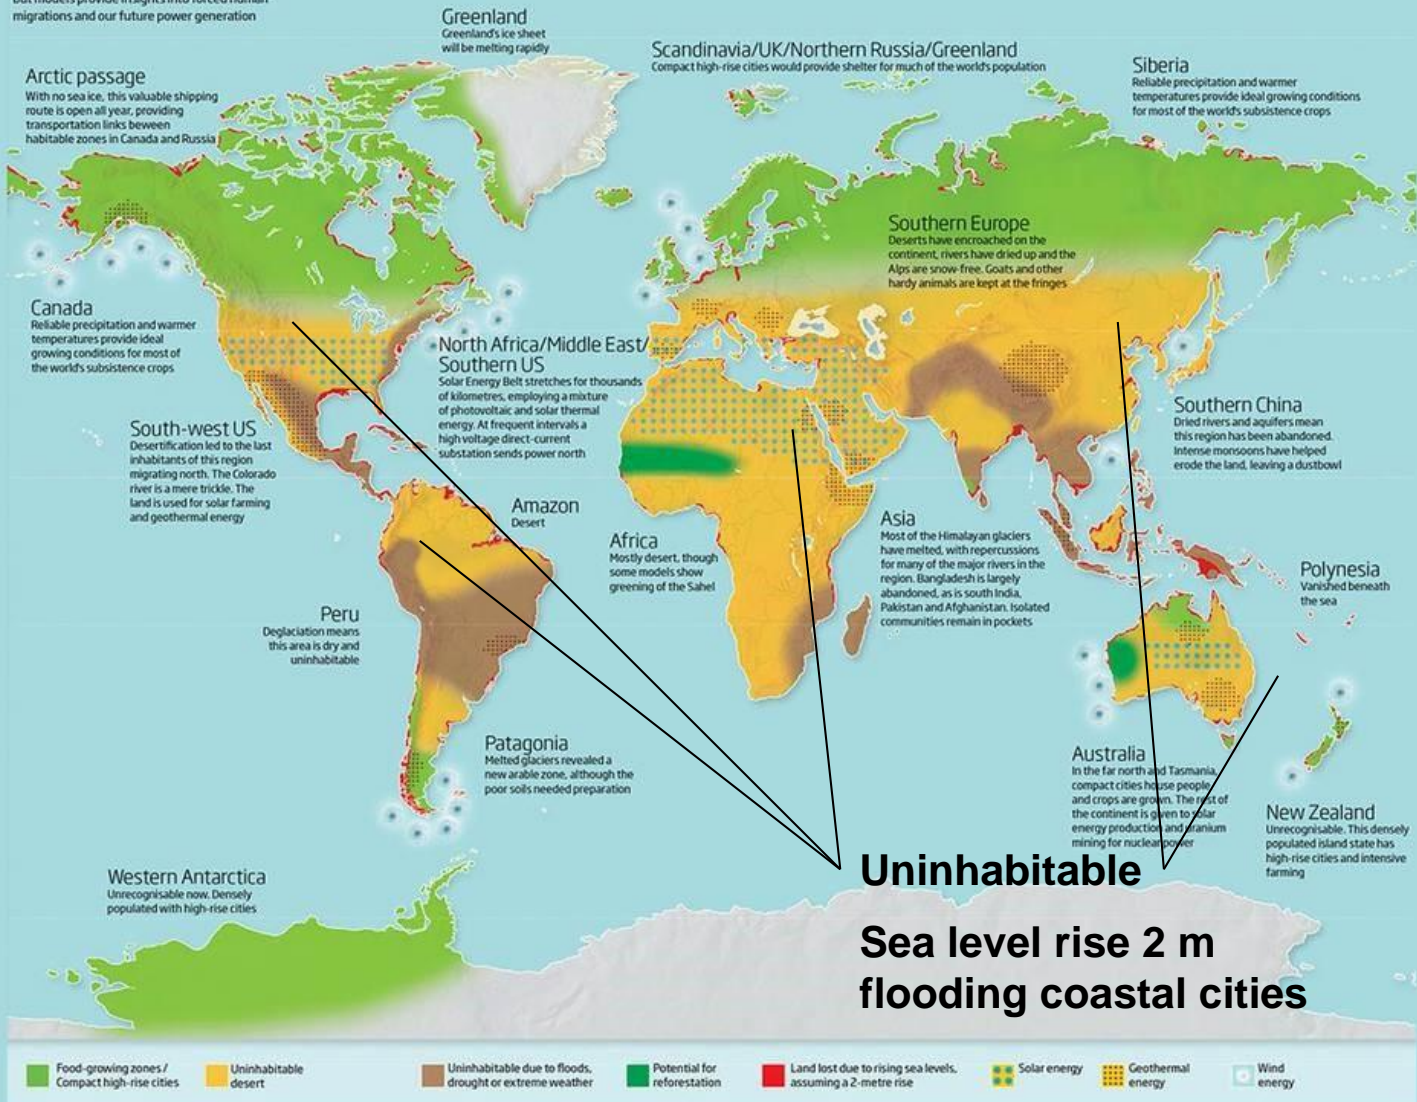 migrations and our future power generation
Greenland
Greenland's ice sheet
will be melting rapidly
Scandinavia/UK/Northern Russia/Greenland
Compact high-rise cities would provide shelter for much of the world's population
Siberia
Reliable precipitation and warmer
temperatures provide ideal growing conditions
for most of the world's subsistence crops
Arctic passage
With no sea ice, this valuable shipping
route is open all year, providing
transportation links beween
habitable zones in Canada and Russia
Southern Europe
Deserts have encroached on the
continent, rivers have dried up and the
Alps are snow-free. Goats and other
hardy animals are kept at the fringes
Canada
Reliable precipitation and warmer
temperatures provide ideal
growing conditions for most of
the world's subsistence crops
North Africa/Middle East/
Southern US
Solar Energy Belt stretches for thousands
of kilometres, employing a mixture
of photovoltaic and solar thermal
energy. At frequent intervals a
high voltage direct-current
substation sends power north
South-west US
Desertification led to the last
inhabitants of this region
migrating north. The Colorado
river is a mere trickle. The
land is used for solar farming
and geothermal energy
Southern China
Dried rivers and aquifers mean
this region has been abandoned.
Intense monsoons have helped
erode the land, leaving a dustbowl
Amazon
Desert
Africa
Mostly desert, though
some models show
greening of the Sahel
Asia
Most of the Himalayan glaciers
have melted, with repercussions
for many of the major rivers in the
region. Bangladesh is largely
abandoned, as is south India,
Pakistan and Afghanistan. Isolated
communities remain in pockets
Polynesia
Vanished beneath
the sea
Peru
Deglaciation means
this area is dry and
uninhabitable
Patagonia
Melted glaciers revealed a
new arable zone, although the
poor soils needed preparation
Australia
In the far north and Tasmania,
compact cities house people
and crops are grown. The rest of
the continent is given to solar
energy production and uranium
mining for nuclear power
New Zealand
Unrecognisable. This densely
populated island state has
high-rise cities and intensive
farming
Western Antarctica
Unrecognisable now. Densely
populated with high-rise cities
Uninhabitable
Sea level rise 2 m
flooding coastal cities
Food-growing zones/
Compact high-rise cities
Uninhabitable
desert
Uninhabitable due to floods,
drought or extreme weather
Potential for
reforestation
Land lost due to rising sea levels,
assuming a 2-metre rise
Solar energy
Geothermal
energy
Wind
energy